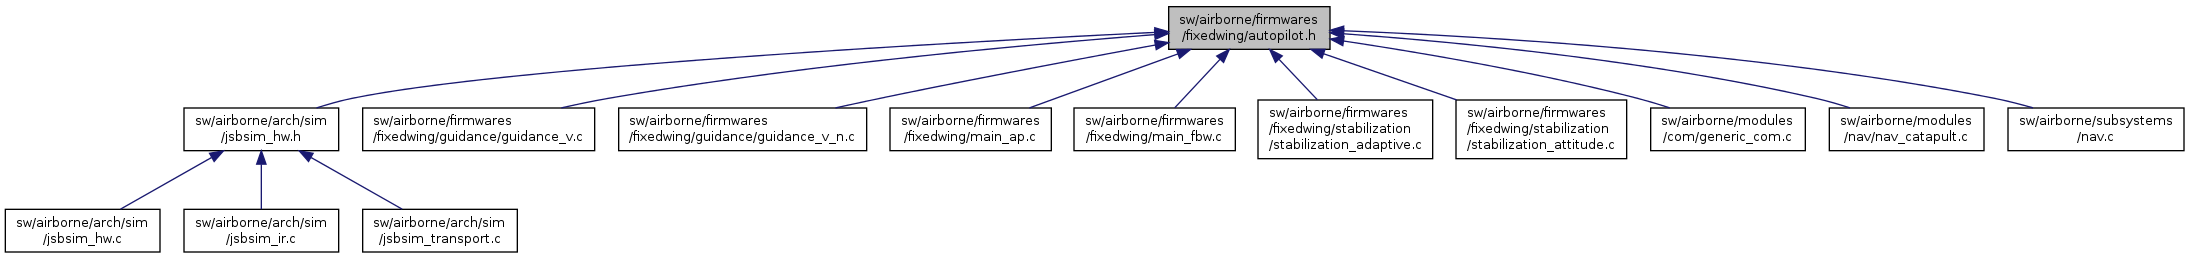 sw/airborne/firmwares
/fixedwing/autopilot.h
sw/airborne/arch/sim
/jsbsim_hw.h
sw/airborne/firmwares
/fixedwing/guidance/guidance_v.c
sw/airborne/firmwares
/fixedwing/guidance/guidance_v_n.c
sw/airborne/firmwares
/fixedwing/main_ap.c
sw/airborne/firmwares
/fixedwing/main_fbw.c
sw/airborne/firmwares
/fixedwing/stabilization
/stabilization_adaptive.c
sw/airborne/firmwares
/fixedwing/stabilization
/stabilization_attitude.c
sw/airborne/modules
/com/generic_com.c
sw/airborne/modules
/nav/nav_catapult.c
sw/airborne/subsystems
/nav.c
sw/airborne/arch/sim
/jsbsim_hw.c
sw/airborne/arch/sim
/jsbsim_ir.c
sw/airborne/arch/sim
/jsbsim_transport.c